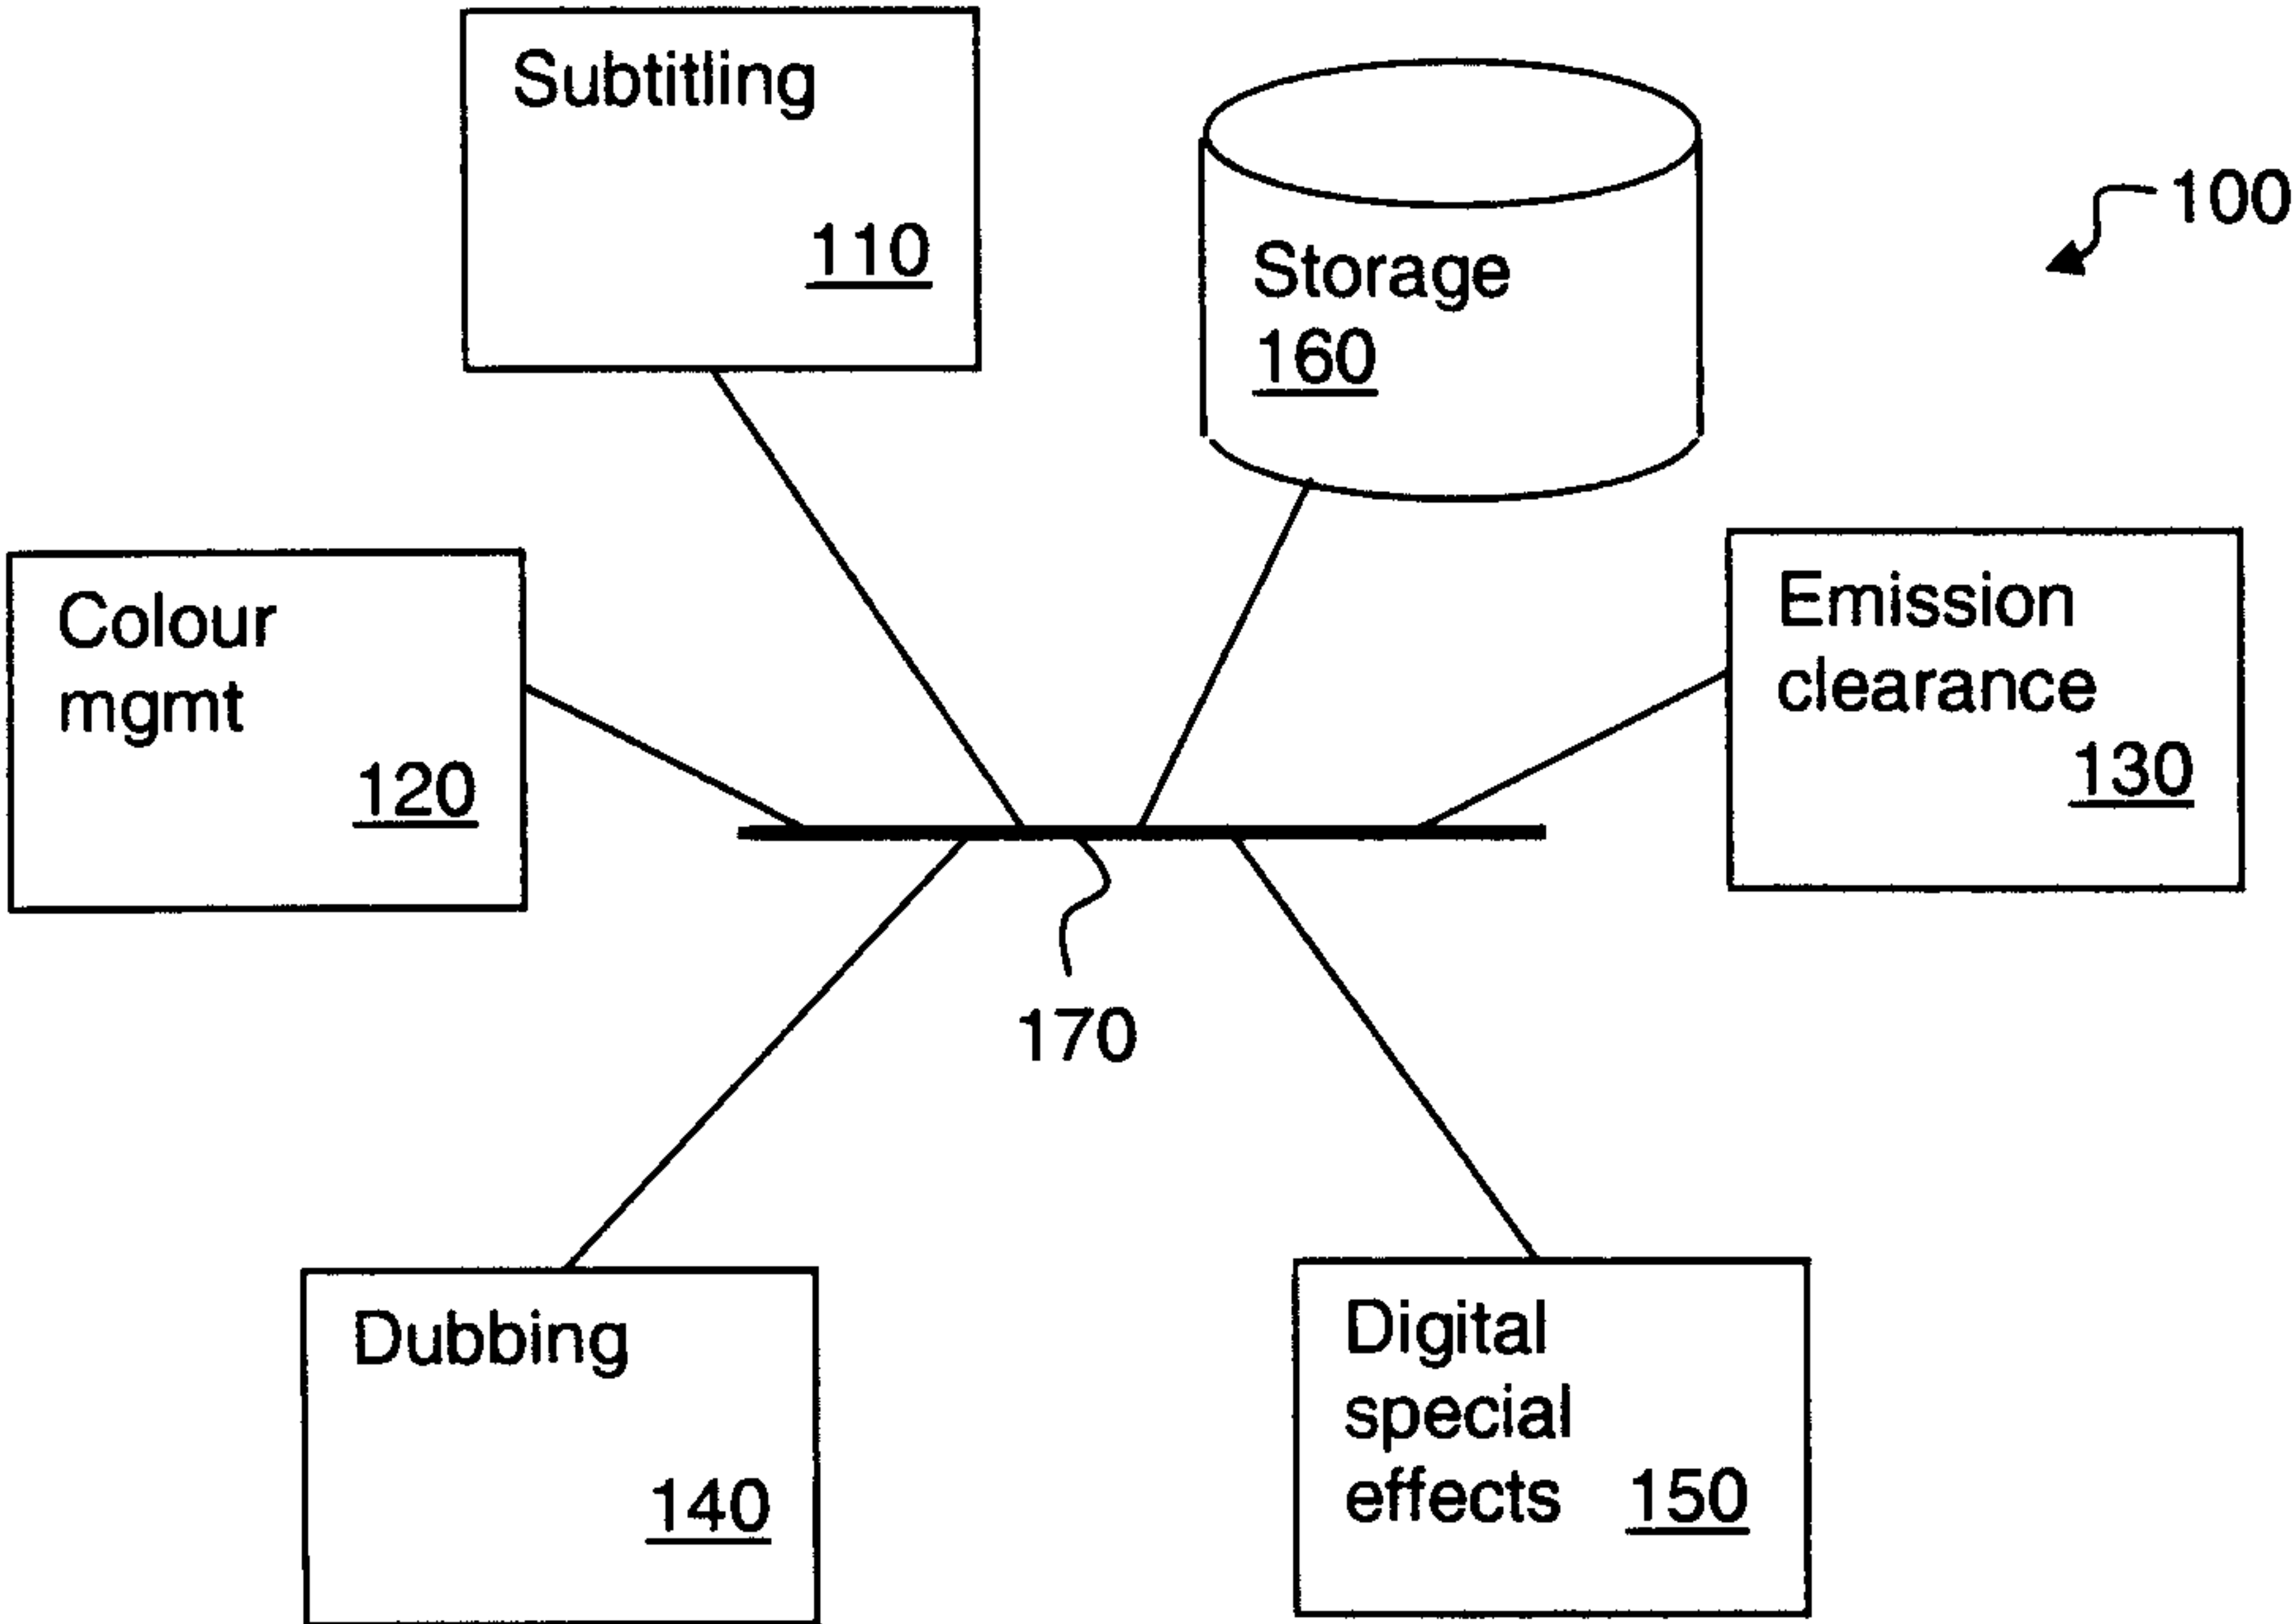 Subtitling
110
Storage
160
100
Colour
mgmt
120
Emission
clearance
130
170
Dubbing
140
Digital
special
effects 150